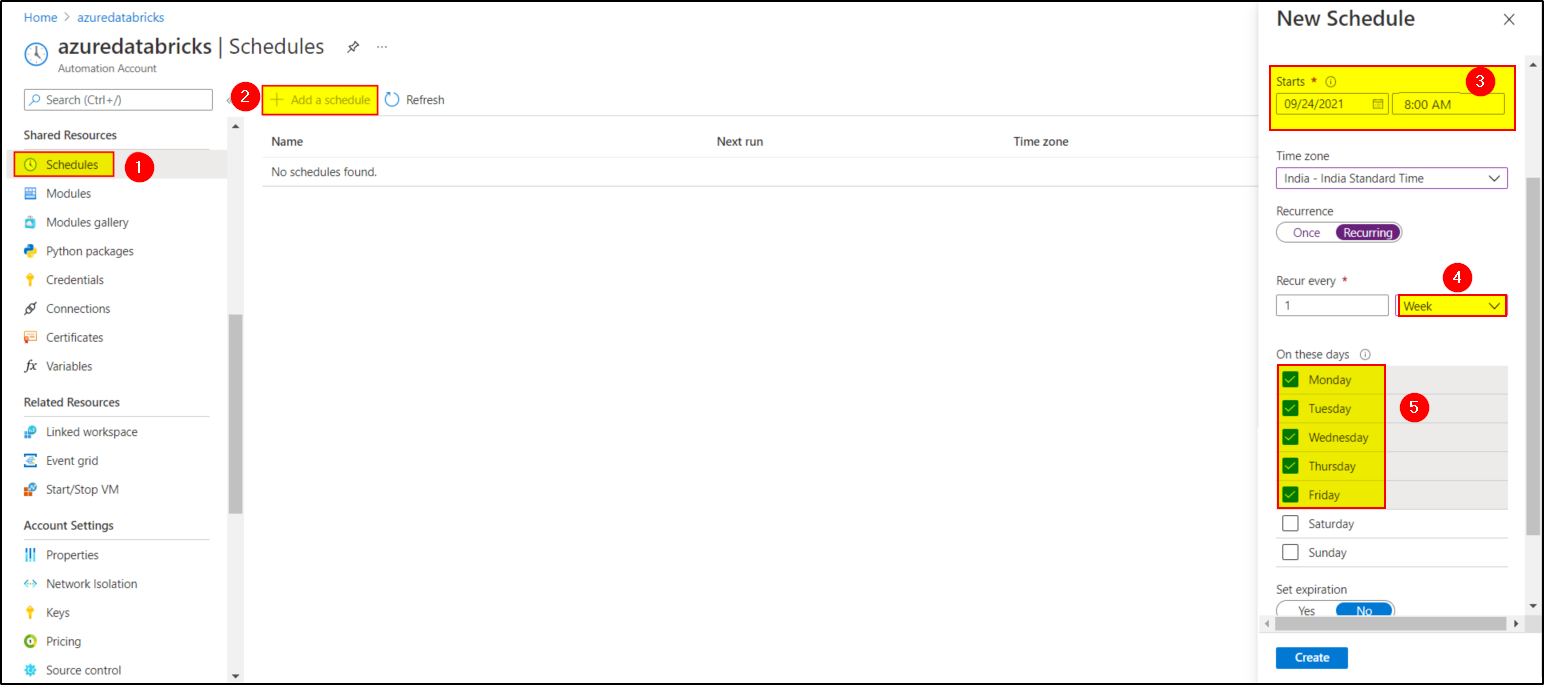 Home > azuredatabricks
azuredatabricks | Schedules
Automation Account
Search (Ctrl+/)
2
+ Add a schedule
Refresh
Shared Resources
Schedules
1
Modules
Modules gallery
Python packages
Credentials
Connections
Certificates
fx Variables
Related Resources
Linked workspace
Event grid
Start/Stop VM
Account Settings
Properties
Network Isolation
Keys
Pricing
Source control
Name Next run Time zone
No schedules found.
New Schedule
Starts *
3
09/24/2021 8:00 AM
Time zone
India - India Standard Time
Recurrence
Once Recurring
Recur every *
4
1 Week
On these days
Monday
Tuesday
5
Wednesday
Thursday
Friday
Saturday
Sunday
Set expiration
Yes No
Create